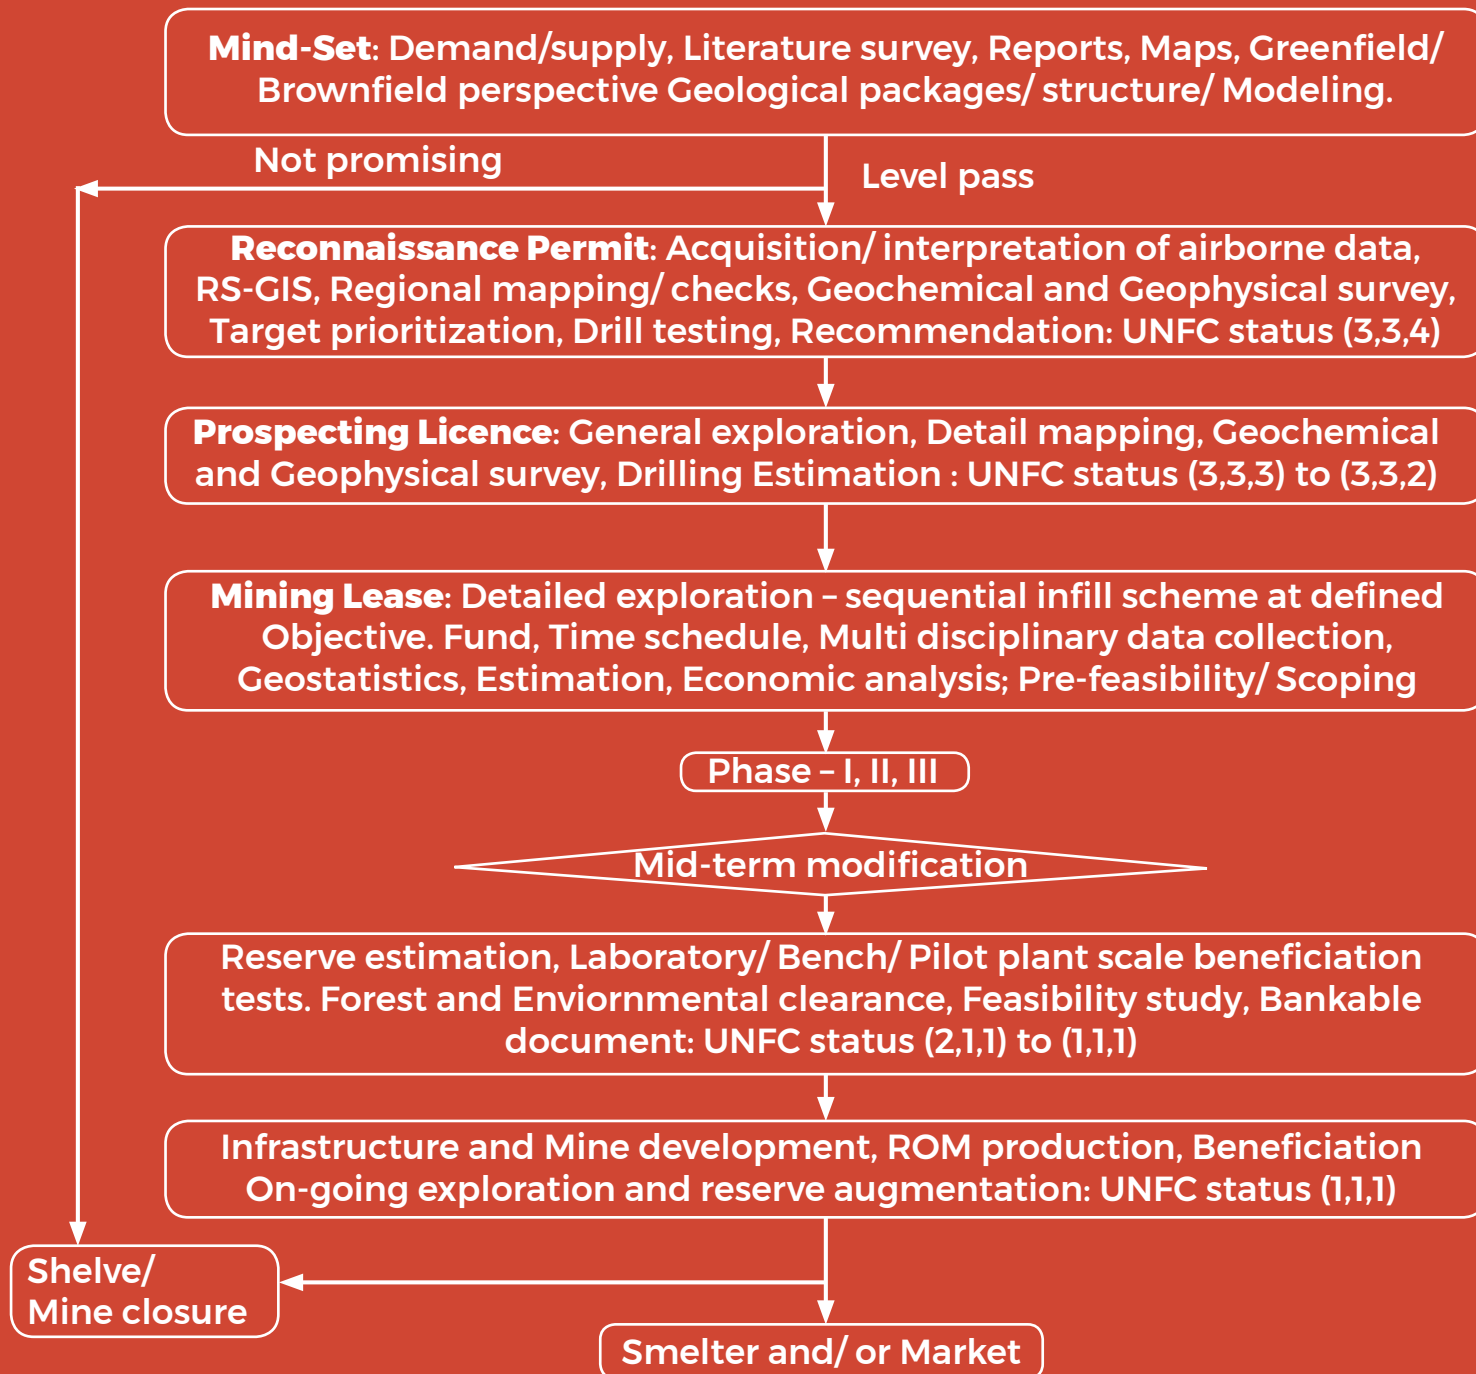 Mind-Set: Demand/supply, Literature survey, Reports, Maps, Greenfield/
Brownfield perspective Geological packages/ structure/ Modeling.
Not promising
Level pass
Reconnaissance Permit: Acquisition/ interpretation of airborne data,
RS-GIS, Regional mapping/ checks, Geochemical and Geophysical survey,
Target prioritization, Drill testing, Recommendation: UNFC status (3,3,4)
Prospecting Licence: General exploration, Detail mapping, Geochemical
and Geophysical survey, Drilling Estimation : UNFC status (3,3,3) to (3,3,2)
Mining Lease: Detailed exploration – sequential infill scheme at defined
Objective. Fund, Time schedule, Multi disciplinary data collection,
Geostatistics, Estimation, Economic analysis; Pre-feasibility/ Scoping
Phase – I, II, III
Mid-term modification
Reserve estimation, Laboratory/ Bench/ Pilot plant scale beneficiation
tests. Forest and Enviornmental clearance, Feasibility study, Bankable
document: UNFC status (2,1,1) to (1,1,1)
Infrastructure and Mine development, ROM production, Beneficiation
On-going exploration and reserve augmentation: UNFC status (1,1,1)
Shelve/
Mine closure
Smelter and/ or Market